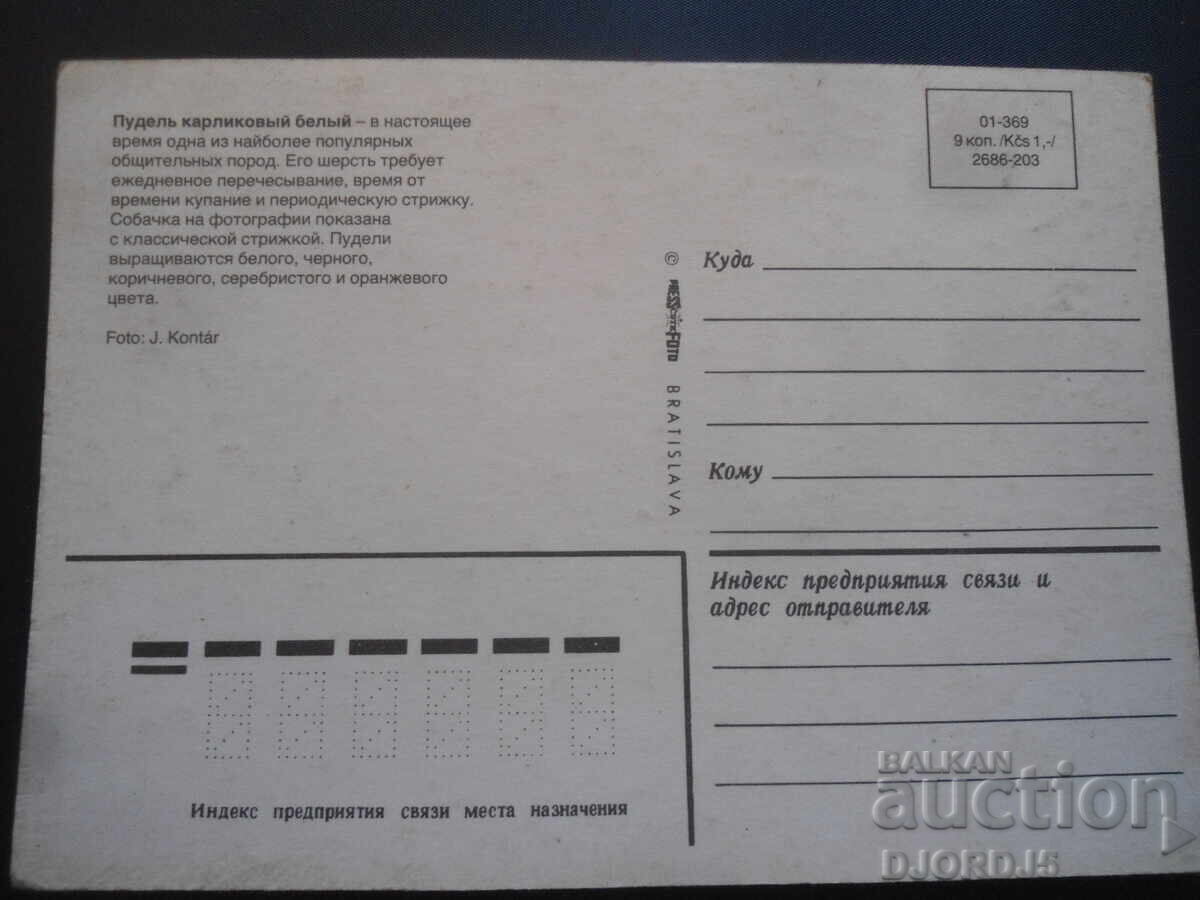 Пудель карликовый белый – в настоящее
время одна из найболее популярных
общительных пород. Его шерсть требует
ежедневное перечесывание, время от
времени купание и периодическую стрижку.
Собачка на фотографии показана
с классической стрижкой. Пудели
выращиваются белого, черного,
коричневого, серебристого и оранжевого
цвета.
Foto: J. Kontár
01-369
9 коп. /Kčs 1,-/
2686-203
© PRESSFOTO BRATISLAVA
Куда
Кому
Индекс предприятия связи и
адрес отправителя
Индекс предприятия связи места назначения
BALKAN
auction
DJORDJ5